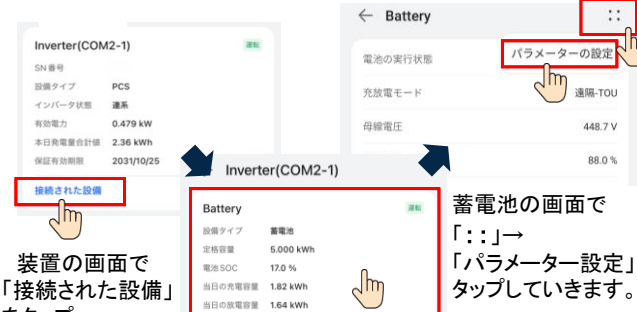 Inverter(COM2-1) 運転
SN番号
設備タイプ PCS
インバータ状態 連系
有効電力 0.479 kW
本日発電量合計値 2.36 kWh
保証有効期限 2031/10/25
接続された設備
装置の画面で
「接続された設備」
をタップ
Inverter(COM2-1)
Battery 運転
設備タイプ 蓄電池
定格容量 5.000 kWh
電池SOC 17.0 %
当日の充電容量 1.82 kWh
当日の放電容量 1.64 kWh
← Battery ::
電池の実行状態
パラメーターの設定
充放電モード 遠隔-TOU
母線電圧 448.7 V
88.0 %
蓄電池の画面で
「::」→
「パラメーター設定」
タップしていきます。